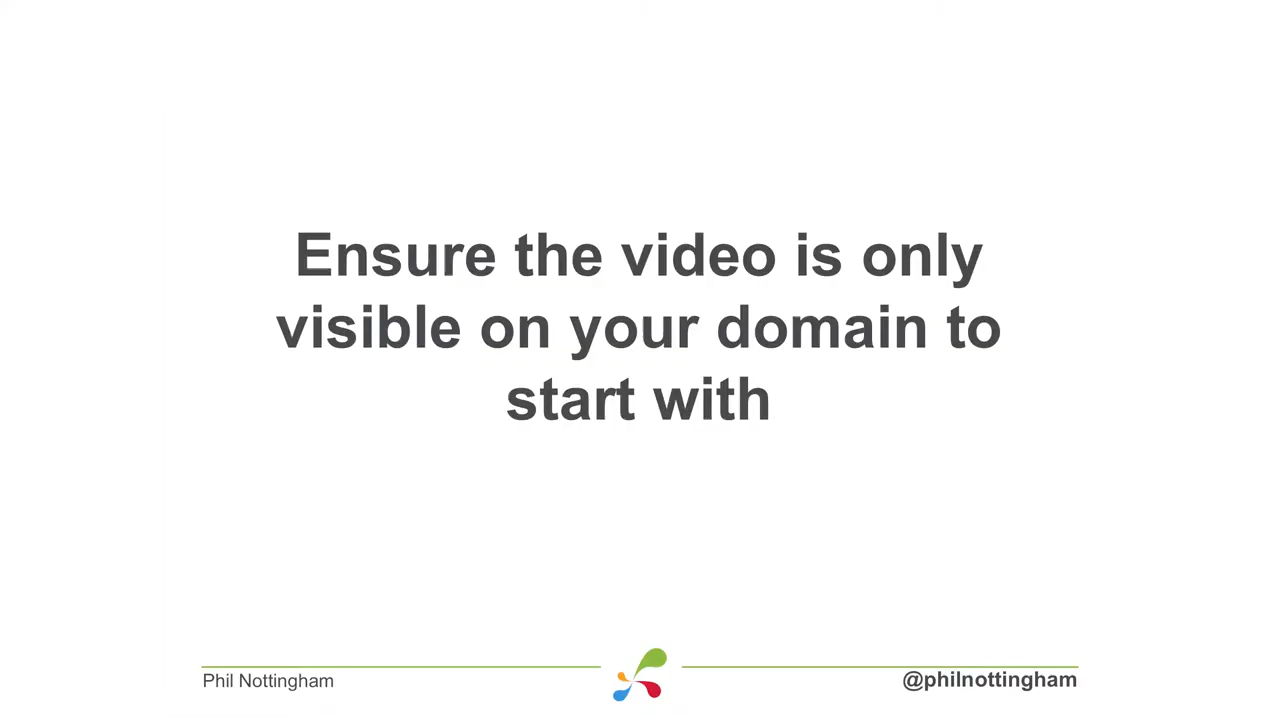 Ensure the video is only
visible on your domain to
start with
Phil Nottingham
@philnottingham